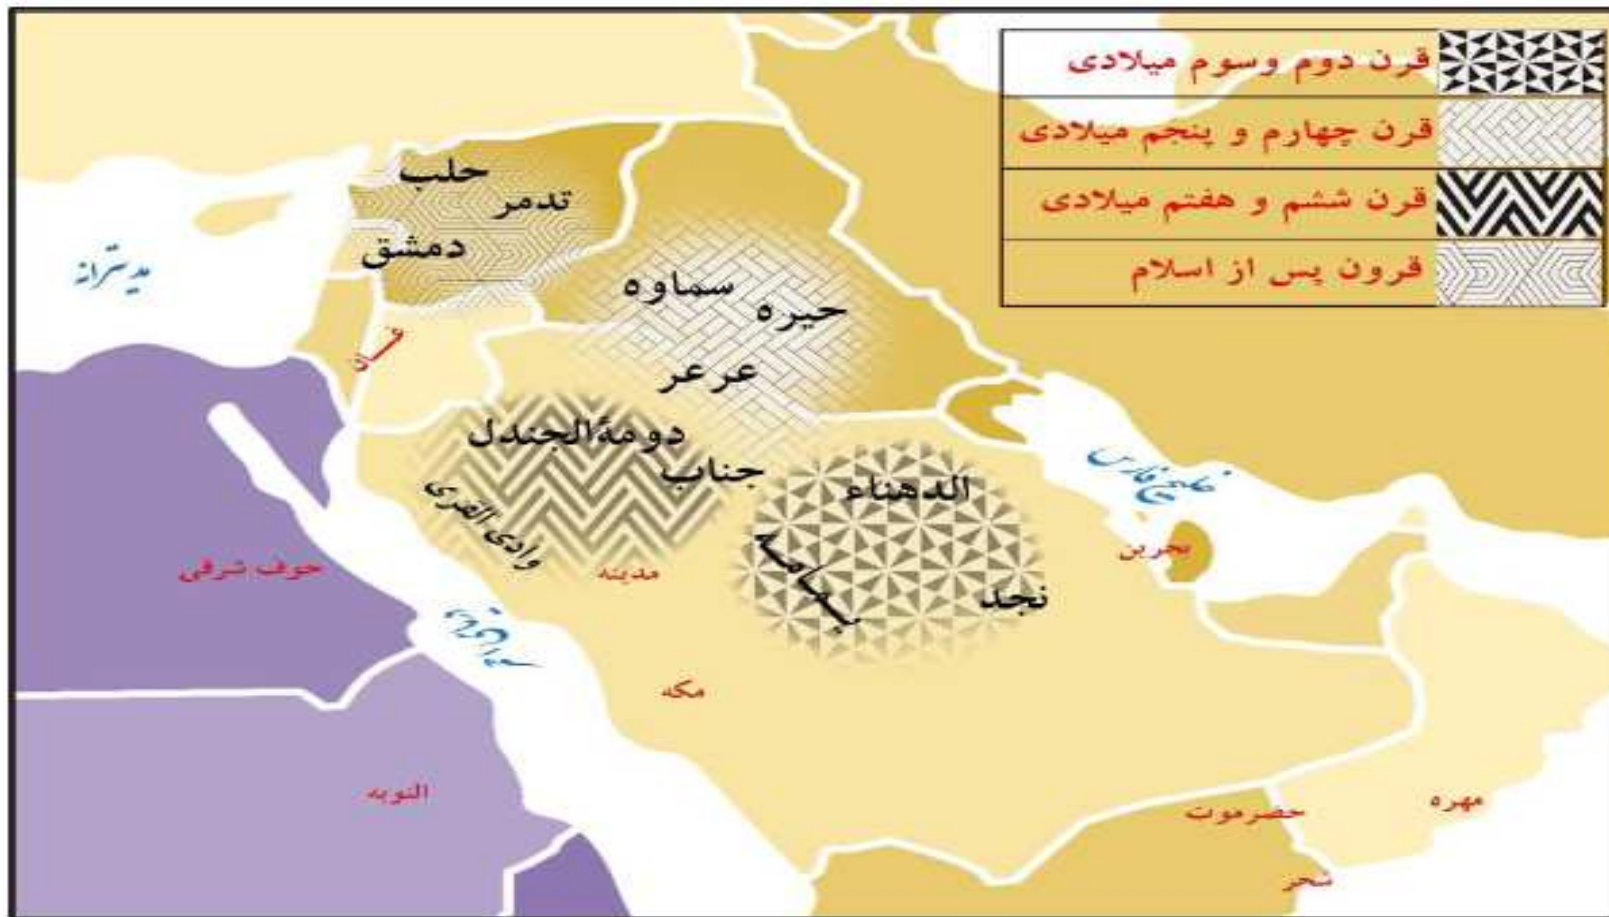 قرن دوم وسوم میلادی
قرن چهارم و پنجم میلادی
قرن ششم و هفتم میلادی
قرون پس از اسلام
حلب
تدمر
دمشق
مدیترانه
سماوه
حیره
عرعر
دومةالجندل
جناب
وادی القری
الدهناء
یمامه
نجد
خلیج فارس
بحرین
مدینه
حوف شرقی
مکه
النوبه
حضرموت
مهره
شحر